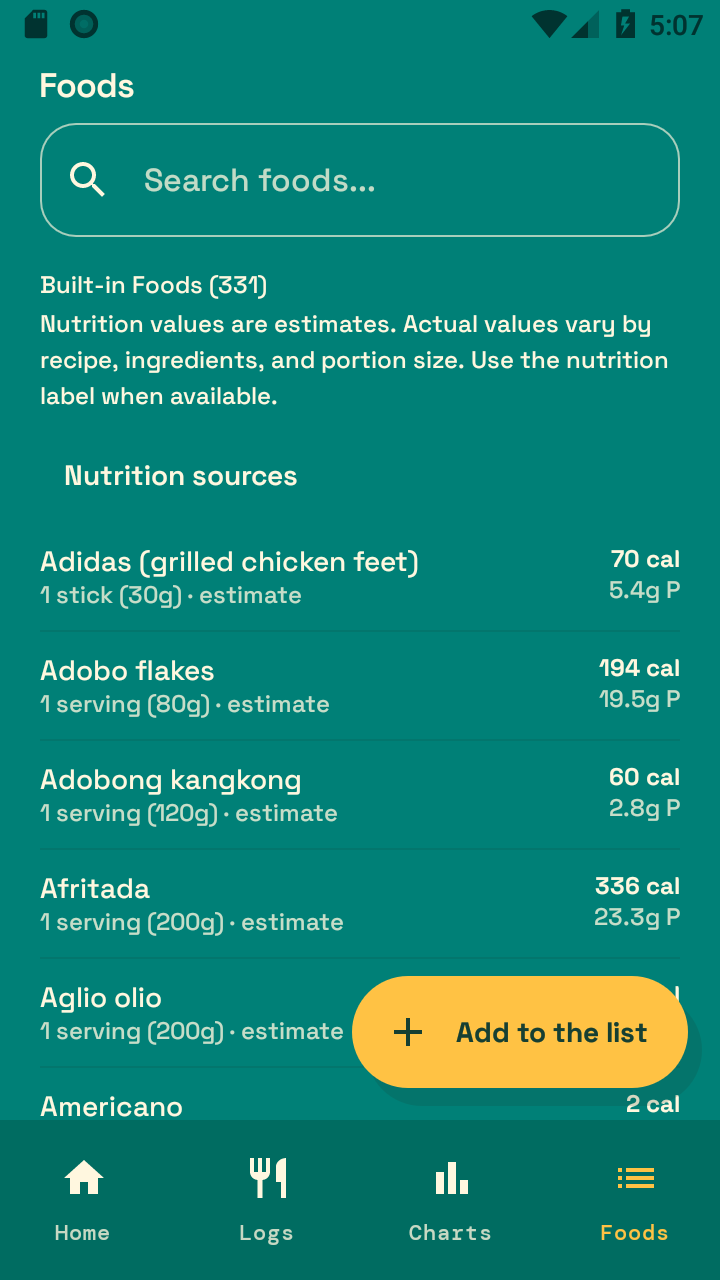 5:07
Foods
Search foods...
Built-in Foods (331)
Nutrition values are estimates. Actual values vary by
recipe, ingredients, and portion size. Use the nutrition
label when available.
Nutrition sources
Adidas (grilled chicken feet)
70 cal
1 stick (30g) · estimate
5.4g P
Adobo flakes
194 cal
1 serving (80g) · estimate
19.5g P
Adobong kangkong
60 cal
1 serving (120g) · estimate
2.8g P
Afritada
336 cal
1 serving (200g) · estimate
23.3g P
Aglio olio
1 serving (200g) · estimate
Add to the list
Americano
2 cal
Home
Logs
Charts
Foods